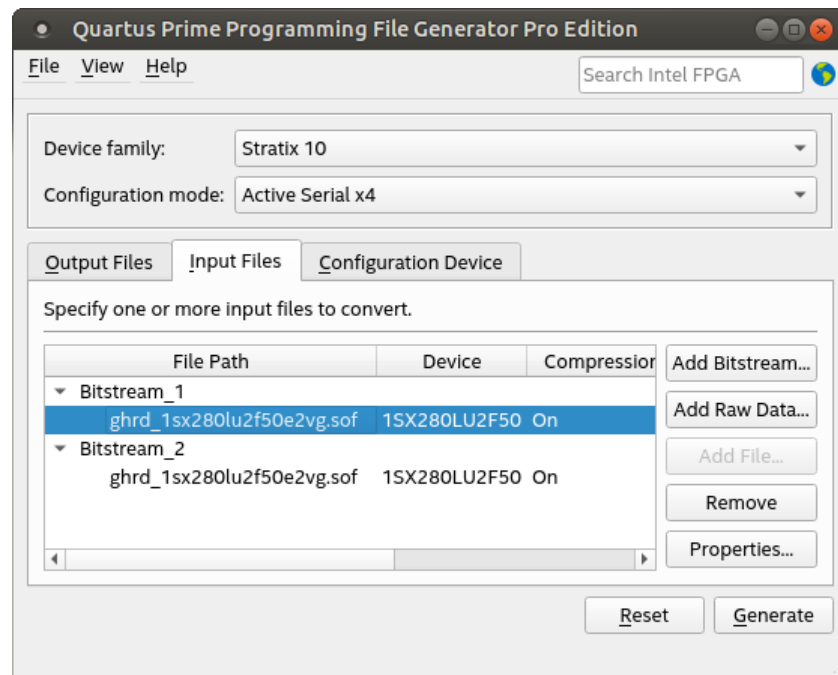 Quartus Prime Programming File Generator Pro Edition
File View Help Search Intel FPGA
Device family: Stratix 10
Configuration mode: Active Serial x4
Output Files Input Files Configuration Device
Specify one or more input files to convert.
File Path Device Compression Add Bitstream...
Bitstream_1
ghrd_1sx280lu2f50e2vg.sof 1SX280LU2F50 On Add Raw Data...
Bitstream_2 Add File...
ghrd_1sx280lu2f50e2vg.sof 1SX280LU2F50 On
Remove
Properties...
Reset Generate